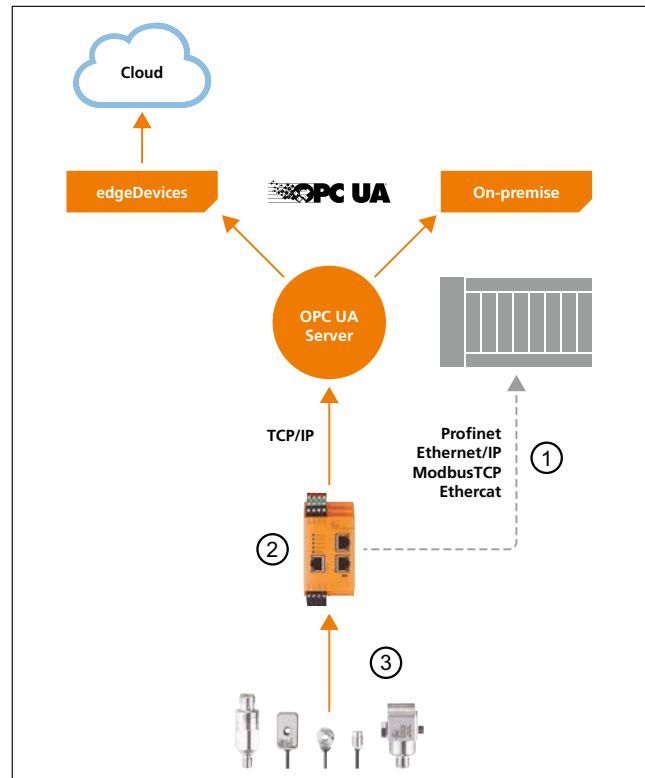 Cloud
edgeDevices
OPC UA
On-premise
OPC UA
Server
TCP/IP
Profinet
Ethernet/IP
ModbusTCP
Ethercat
1
2
3